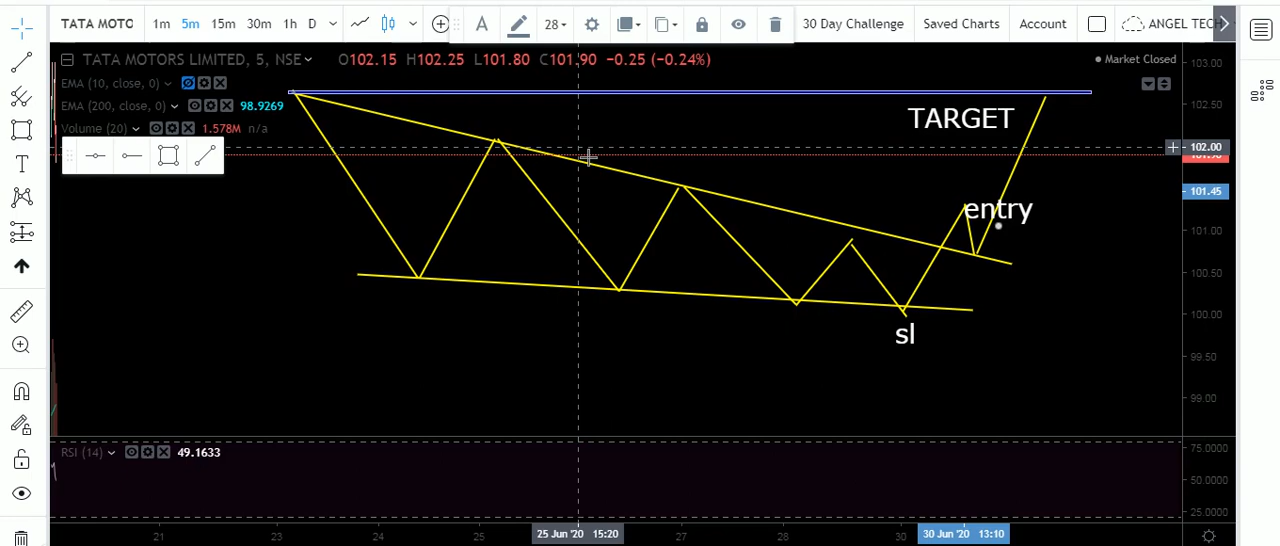 TATA MOTO 1m 5m 15m 30m 1h D A 28 30 Day Challenge Saved Charts Account ANGEL TECH
TATA MOTORS LIMITED, 5, NSE O102.15 H102.25 L101.80 C101.90 −0.25 (−0.24%) Market Closed
103.00
EMA (10, close, 0)
EMA (200, close, 0) 98.9269
102.50
TARGET
Volume (20) 1.578M n/a
102.00
T
101.45
entry
101.00
100.50
100.00
sl
99.50
99.00
RSI (14) 49.1633
75.0000
50.0000
25.0000
21 23 24 25 25 Jun '20 15:20 27 28 30 30 Jun '20 13:10